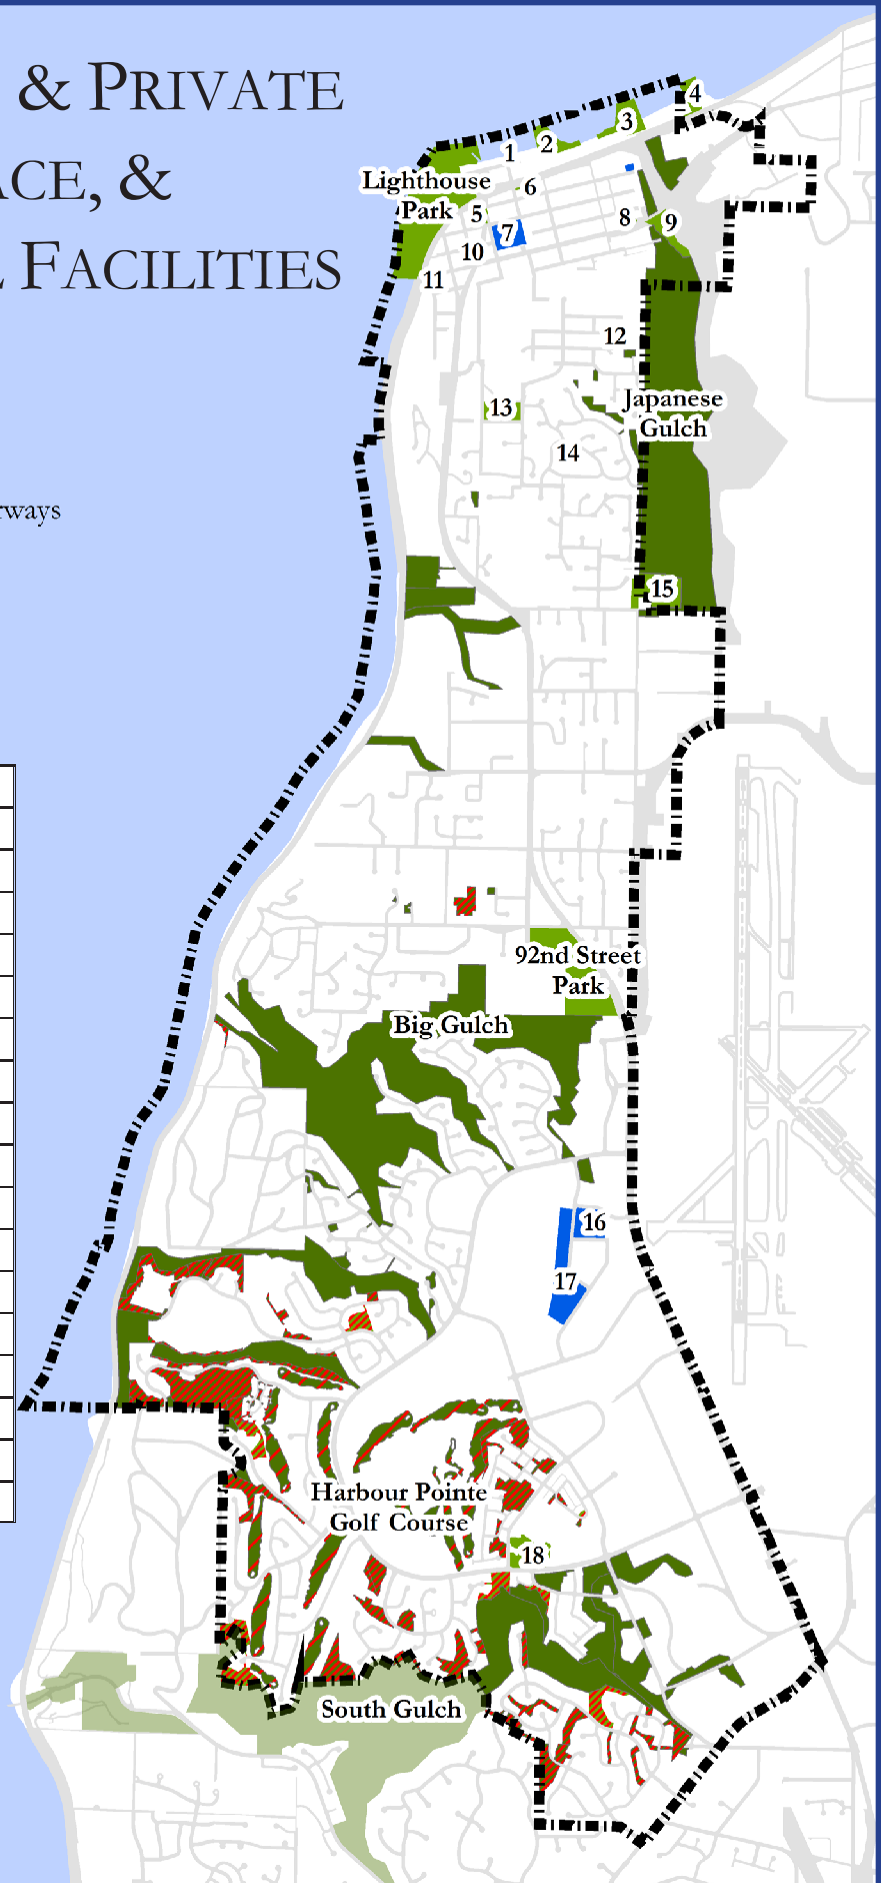 & PRIVATE
ACE, &
L FACILITIES
rways
4
3
2
1
Lighthouse
Park
6
5
7
8
9
10
11
12
Japanese
Gulch
13
14
15
92nd Street
Park
Big Gulch
16
17
Harbour Pointe
Golf Course
18
South Gulch